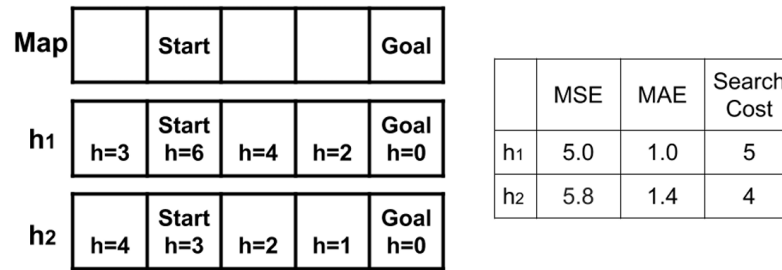 Map Start Goal
h1 h=3 Start h=6 h=4 h=2 Goal h=0
h2 h=4 Start h=3 h=2 h=1 Goal h=0
MSE MAE Search Cost
h1 5.0 1.0 5
h2 5.8 1.4 4